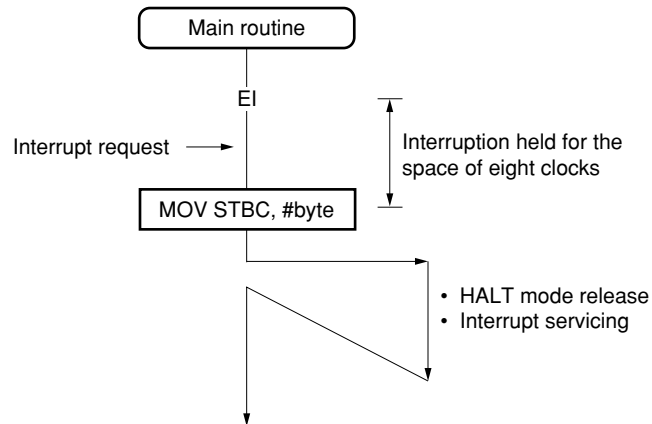 Main routine
EI
Interrupt request
Interruption held for the
space of eight clocks
MOV STBC, #byte
• HALT mode release
• Interrupt servicing